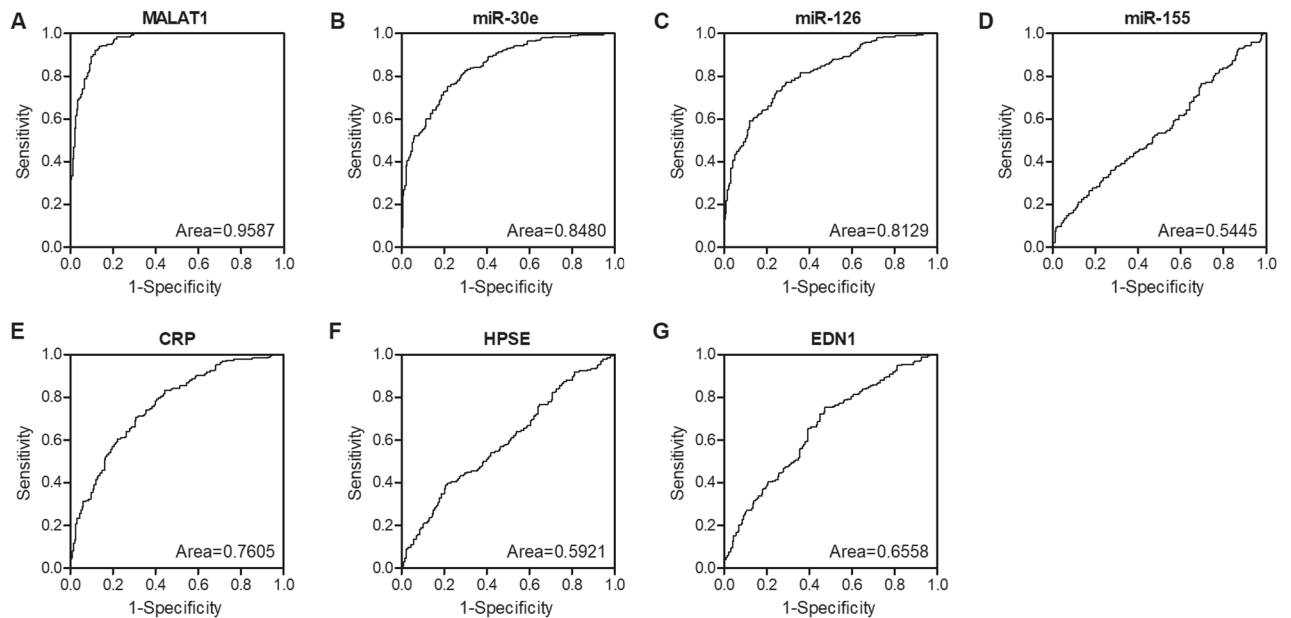 A MALAT1
1.0
0.8
0.6
0.4
0.2
0.0
Sensitivity
Area=0.9587
0.0 0.2 0.4 0.6 0.8 1.0
1-Specificity
B miR-30e
1.0
0.8
0.6
0.4
0.2
0.0
Sensitivity
Area=0.8480
0.0 0.2 0.4 0.6 0.8 1.0
1-Specificity
C miR-126
1.0
0.8
0.6
0.4
0.2
0.0
Sensitivity
Area=0.8129
0.0 0.2 0.4 0.6 0.8 1.0
1-Specificity
D miR-155
1.0
0.8
0.6
0.4
0.2
0.0
Sensitivity
Area=0.5445
0.0 0.2 0.4 0.6 0.8 1.0
1-Specificity
E CRP
1.0
0.8
0.6
0.4
0.2
0.0
Sensitivity
Area=0.7605
0.0 0.2 0.4 0.6 0.8 1.0
1-Specificity
F HPSE
1.0
0.8
0.6
0.4
0.2
0.0
Sensitivity
Area=0.5921
0.0 0.2 0.4 0.6 0.8 1.0
1-Specificity
G EDN1
1.0
0.8
0.6
0.4
0.2
0.0
Sensitivity
Area=0.6558
0.0 0.2 0.4 0.6 0.8 1.0
1-Specificity